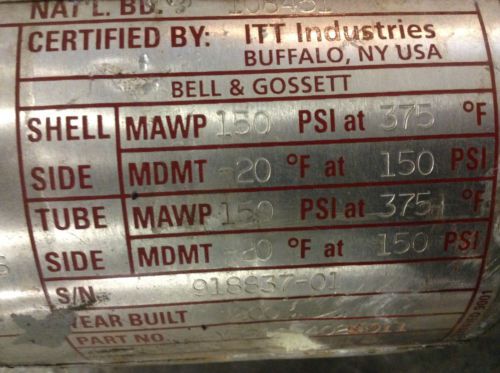 NAT'L. BD.
CERTIFIED BY: ITT Industries
BUFFALO, NY USA
BELL & GOSSETT
SHELL SIDE MAWP 150 PSI at 375 °F
MDMT -20 °F at 150 PSI
TUBE SIDE MAWP 150 PSI at 375 °F
MDMT -20 °F at 150 PSI
S/N 918837-01
YEAR BUILT
PART NO.